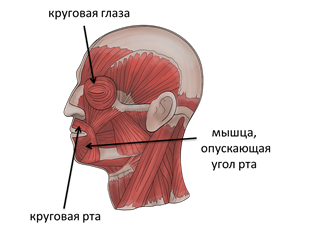 круговая глаза
мышца,
опускающая
угол рта
круговая рта